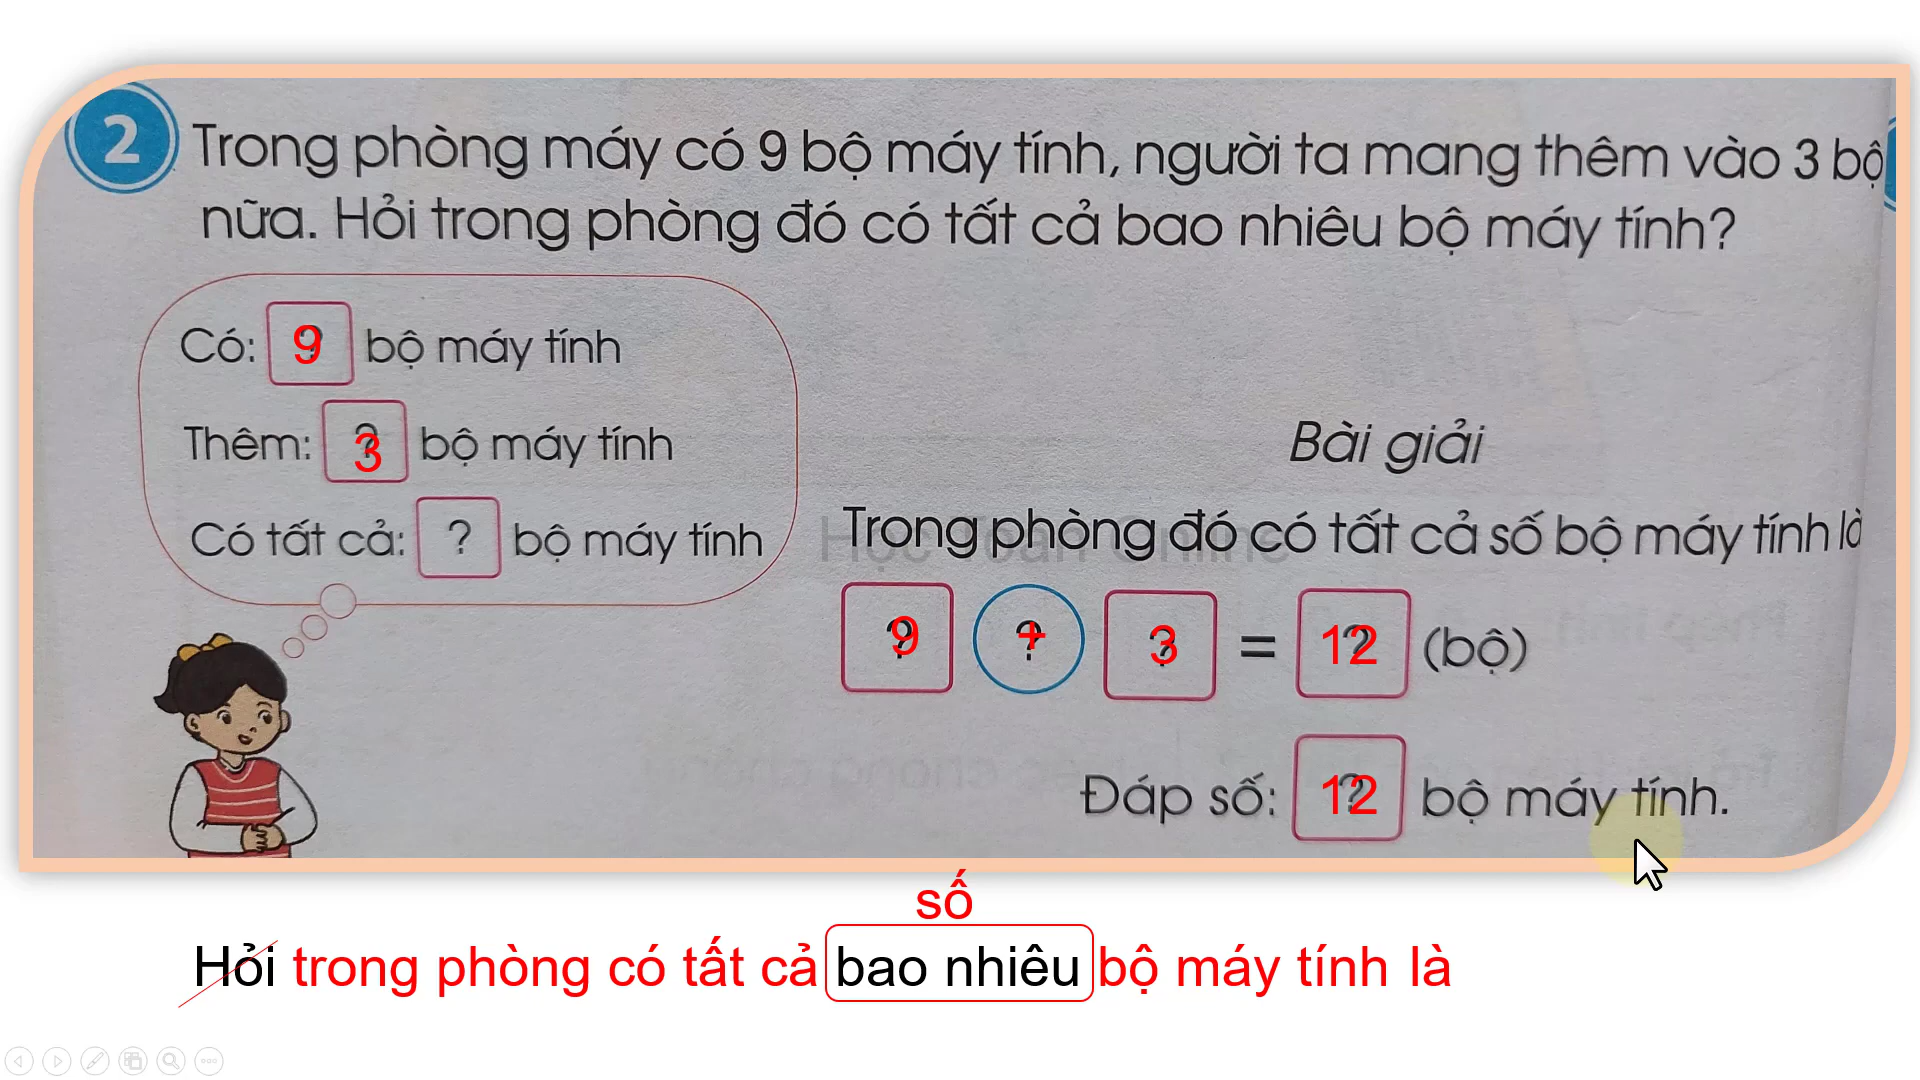 2
Trong phòng máy có 9 bộ máy tính, người ta mang thêm vào 3 bộ
nữa. Hỏi trong phòng đó có tất cả bao nhiêu bộ máy tính?
Có: 9 bộ máy tính
Thêm: 3 bộ máy tính
Có tất cả: ? bộ máy tính
Bài giải
Học Toán Online
Trong phòng đó có tất cả số bộ máy tính là
9 + 3 = 12 (bộ)
Đáp số: 12 bộ máy tính.
số
Hỏi trong phòng có tất cả bao nhiêu bộ máy tính là